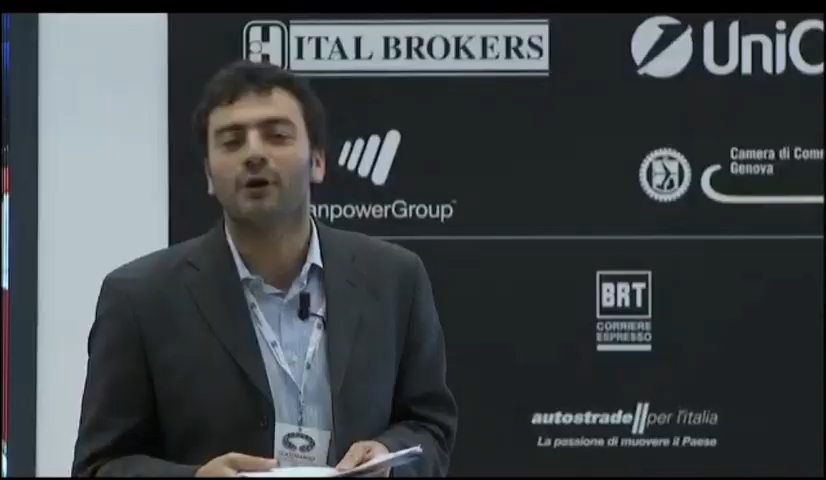 ITAL BROKERS
UniC
anpowerGroup
Camera di Com
Genova
BRT
CORRIERE
ESPRESSO
autostrade//per l'italia
La passione di muovere il Paese